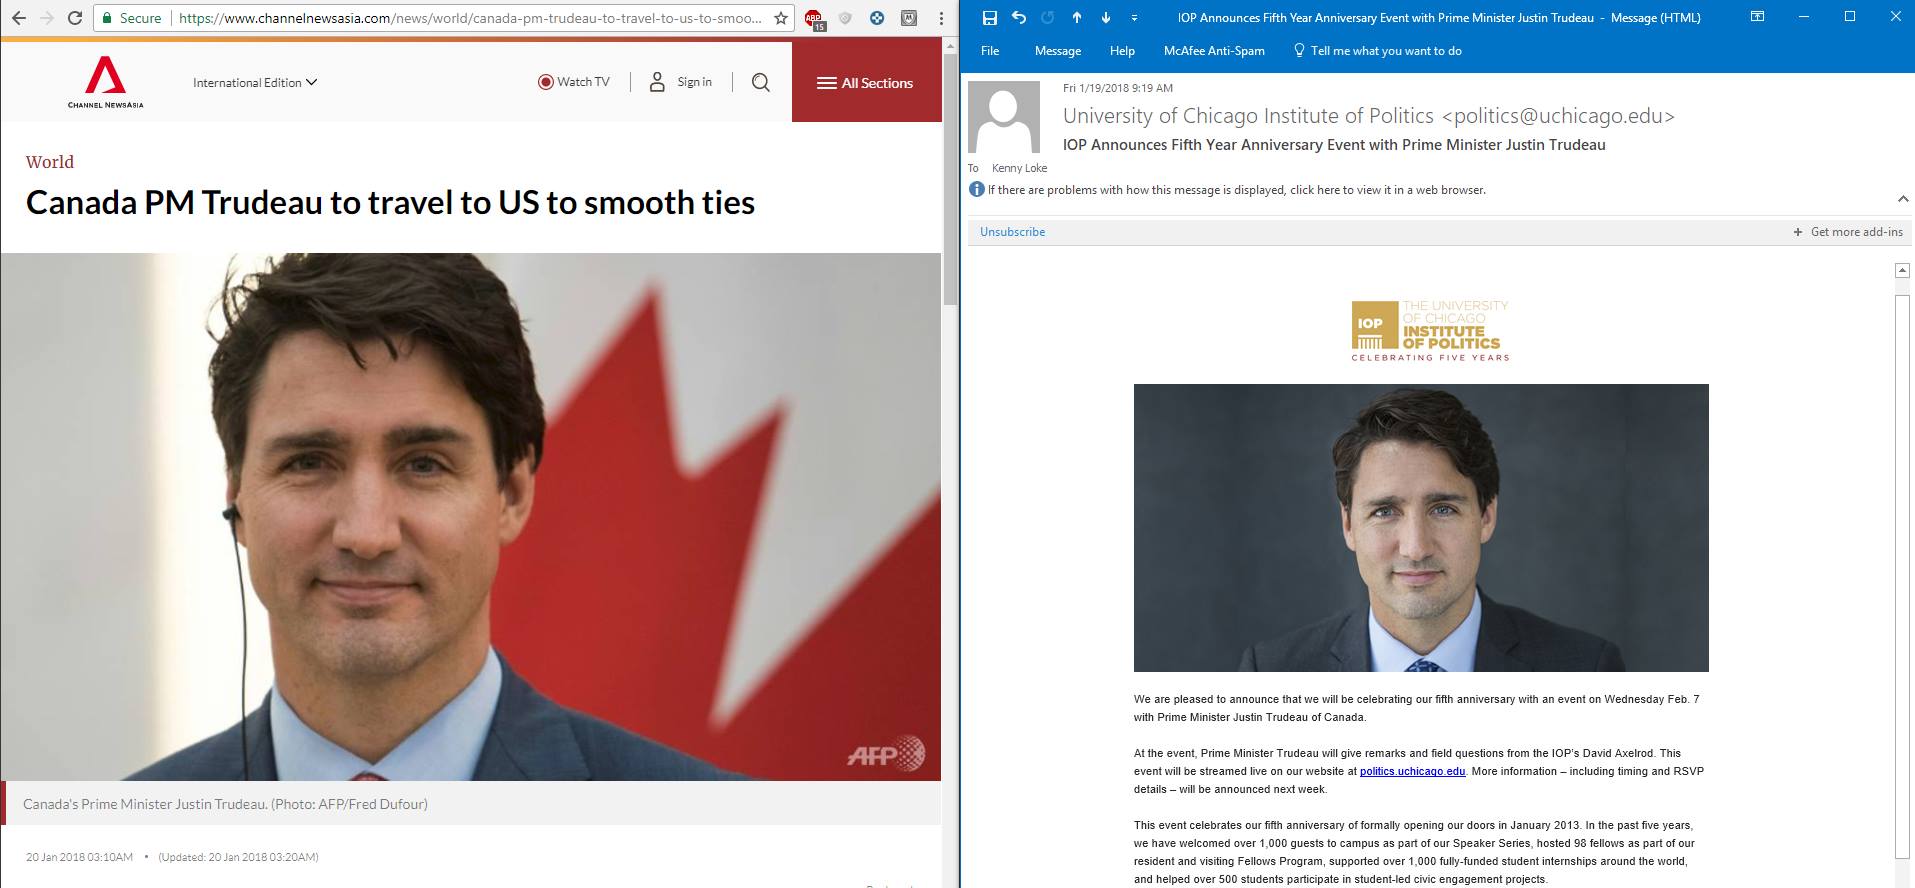 Secure
https://www.channelnewsasia.com/news/world/canada-pm-trudeau-to-travel-to-us-to-smoo...
ABP
15
CHANNEL NEWSASIA
International Edition
Watch TV
Sign in
All Sections
World
Canada PM Trudeau to travel to US to smooth ties
AFP
Canada's Prime Minister Justin Trudeau. (Photo: AFP/Fred Dufour)
20 Jan 2018 03:10AM • (Updated: 20 Jan 2018 03:20AM)
IOP Announces Fifth Year Anniversary Event with Prime Minister Justin Trudeau - Message (HTML)
File
Message
Help
McAfee Anti-Spam
Tell me what you want to do
Fri 1/19/2018 9:19 AM
University of Chicago Institute of Politics <politics@uchicago.edu>
IOP Announces Fifth Year Anniversary Event with Prime Minister Justin Trudeau
To Kenny Loke
If there are problems with how this message is displayed, click here to view it in a web browser.
Unsubscribe
+ Get more add-ins
IOP
THE UNIVERSITY
OF CHICAGO
INSTITUTE
OF POLITICS
CELEBRATING FIVE YEARS
We are pleased to announce that we will be celebrating our fifth anniversary with an event on Wednesday Feb. 7
with Prime Minister Justin Trudeau of Canada.
At the event, Prime Minister Trudeau will give remarks and field questions from the IOP's David Axelrod. This
event will be streamed live on our website at politics.uchicago.edu. More information – including timing and RSVP
details – will be announced next week.
This event celebrates our fifth anniversary of formally opening our doors in January 2013. In the past five years,
we have welcomed over 1,000 guests to campus as part of our Speaker Series, hosted 98 fellows as part of our
resident and visiting Fellows Program, supported over 1,000 fully-funded student internships around the world,
and helped over 500 students participate in student-led civic engagement projects.